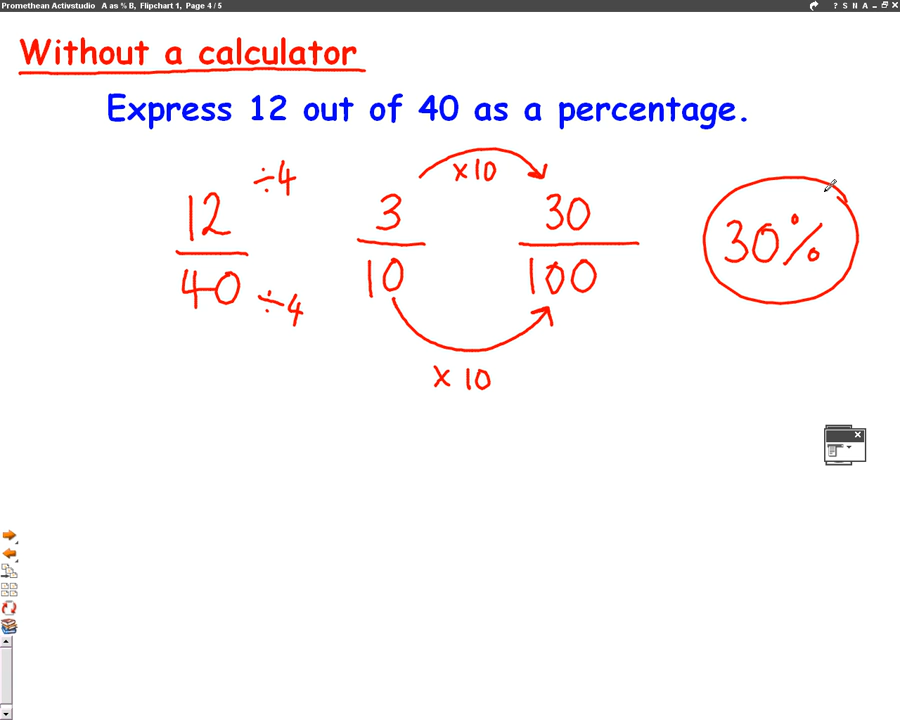 Promethean Activstudio A as % B, Flipchart 1, Page 4 / 5
? S N A
Without a calculator
Express 12 out of 40 as a percentage.
÷4
x10
12
3
30
30%
40
10
100
÷4
x 10